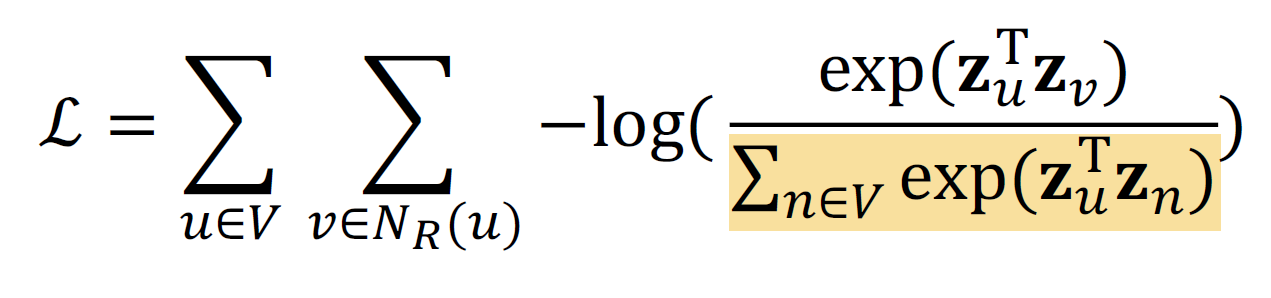 ℒ = ∑_{u∈V} ∑_{v∈N_R(u)} −log( exp(𝐳_u^T 𝐳_v) / ∑_{n∈V} exp(𝐳_u^T 𝐳_n) )